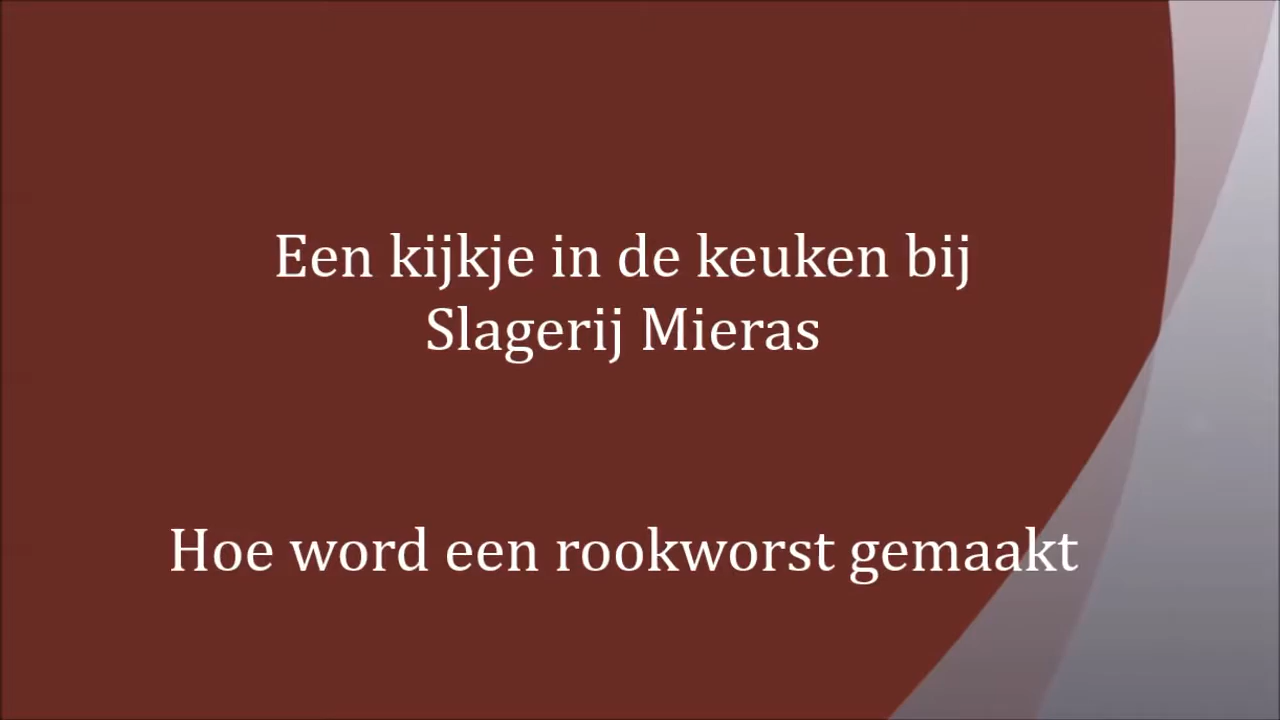 Een kijkje in de keuken bij
Slagerij Mieras
Hoe word een rookworst gemaakt